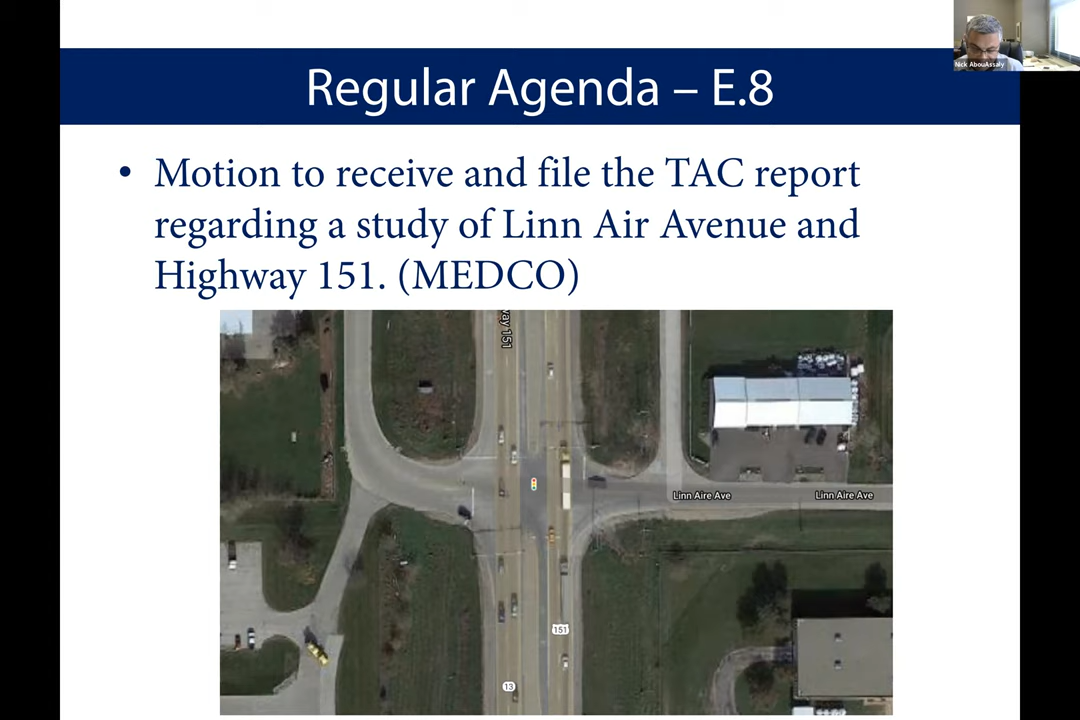 Nick AbouAssaly
Regular Agenda – E.8
• Motion to receive and file the TAC report
regarding a study of Linn Air Avenue and
Highway 151. (MEDCO)
way 151
Linn Aire Ave
Linn Aire Ave
151
13